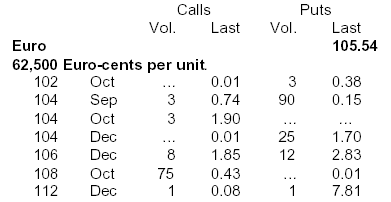 Calls Puts
Vol. Last Vol. Last
Euro 105.54
62,500 Euro-cents per unit.
102 Oct ... 0.01 3 0.38
104 Sep 3 0.74 90 0.15
104 Oct 3 1.90 ... ...
104 Dec ... 0.01 25 1.70
106 Dec 8 1.85 12 2.83
108 Oct 75 0.43 ... 0.01
112 Dec 1 0.08 1 7.81